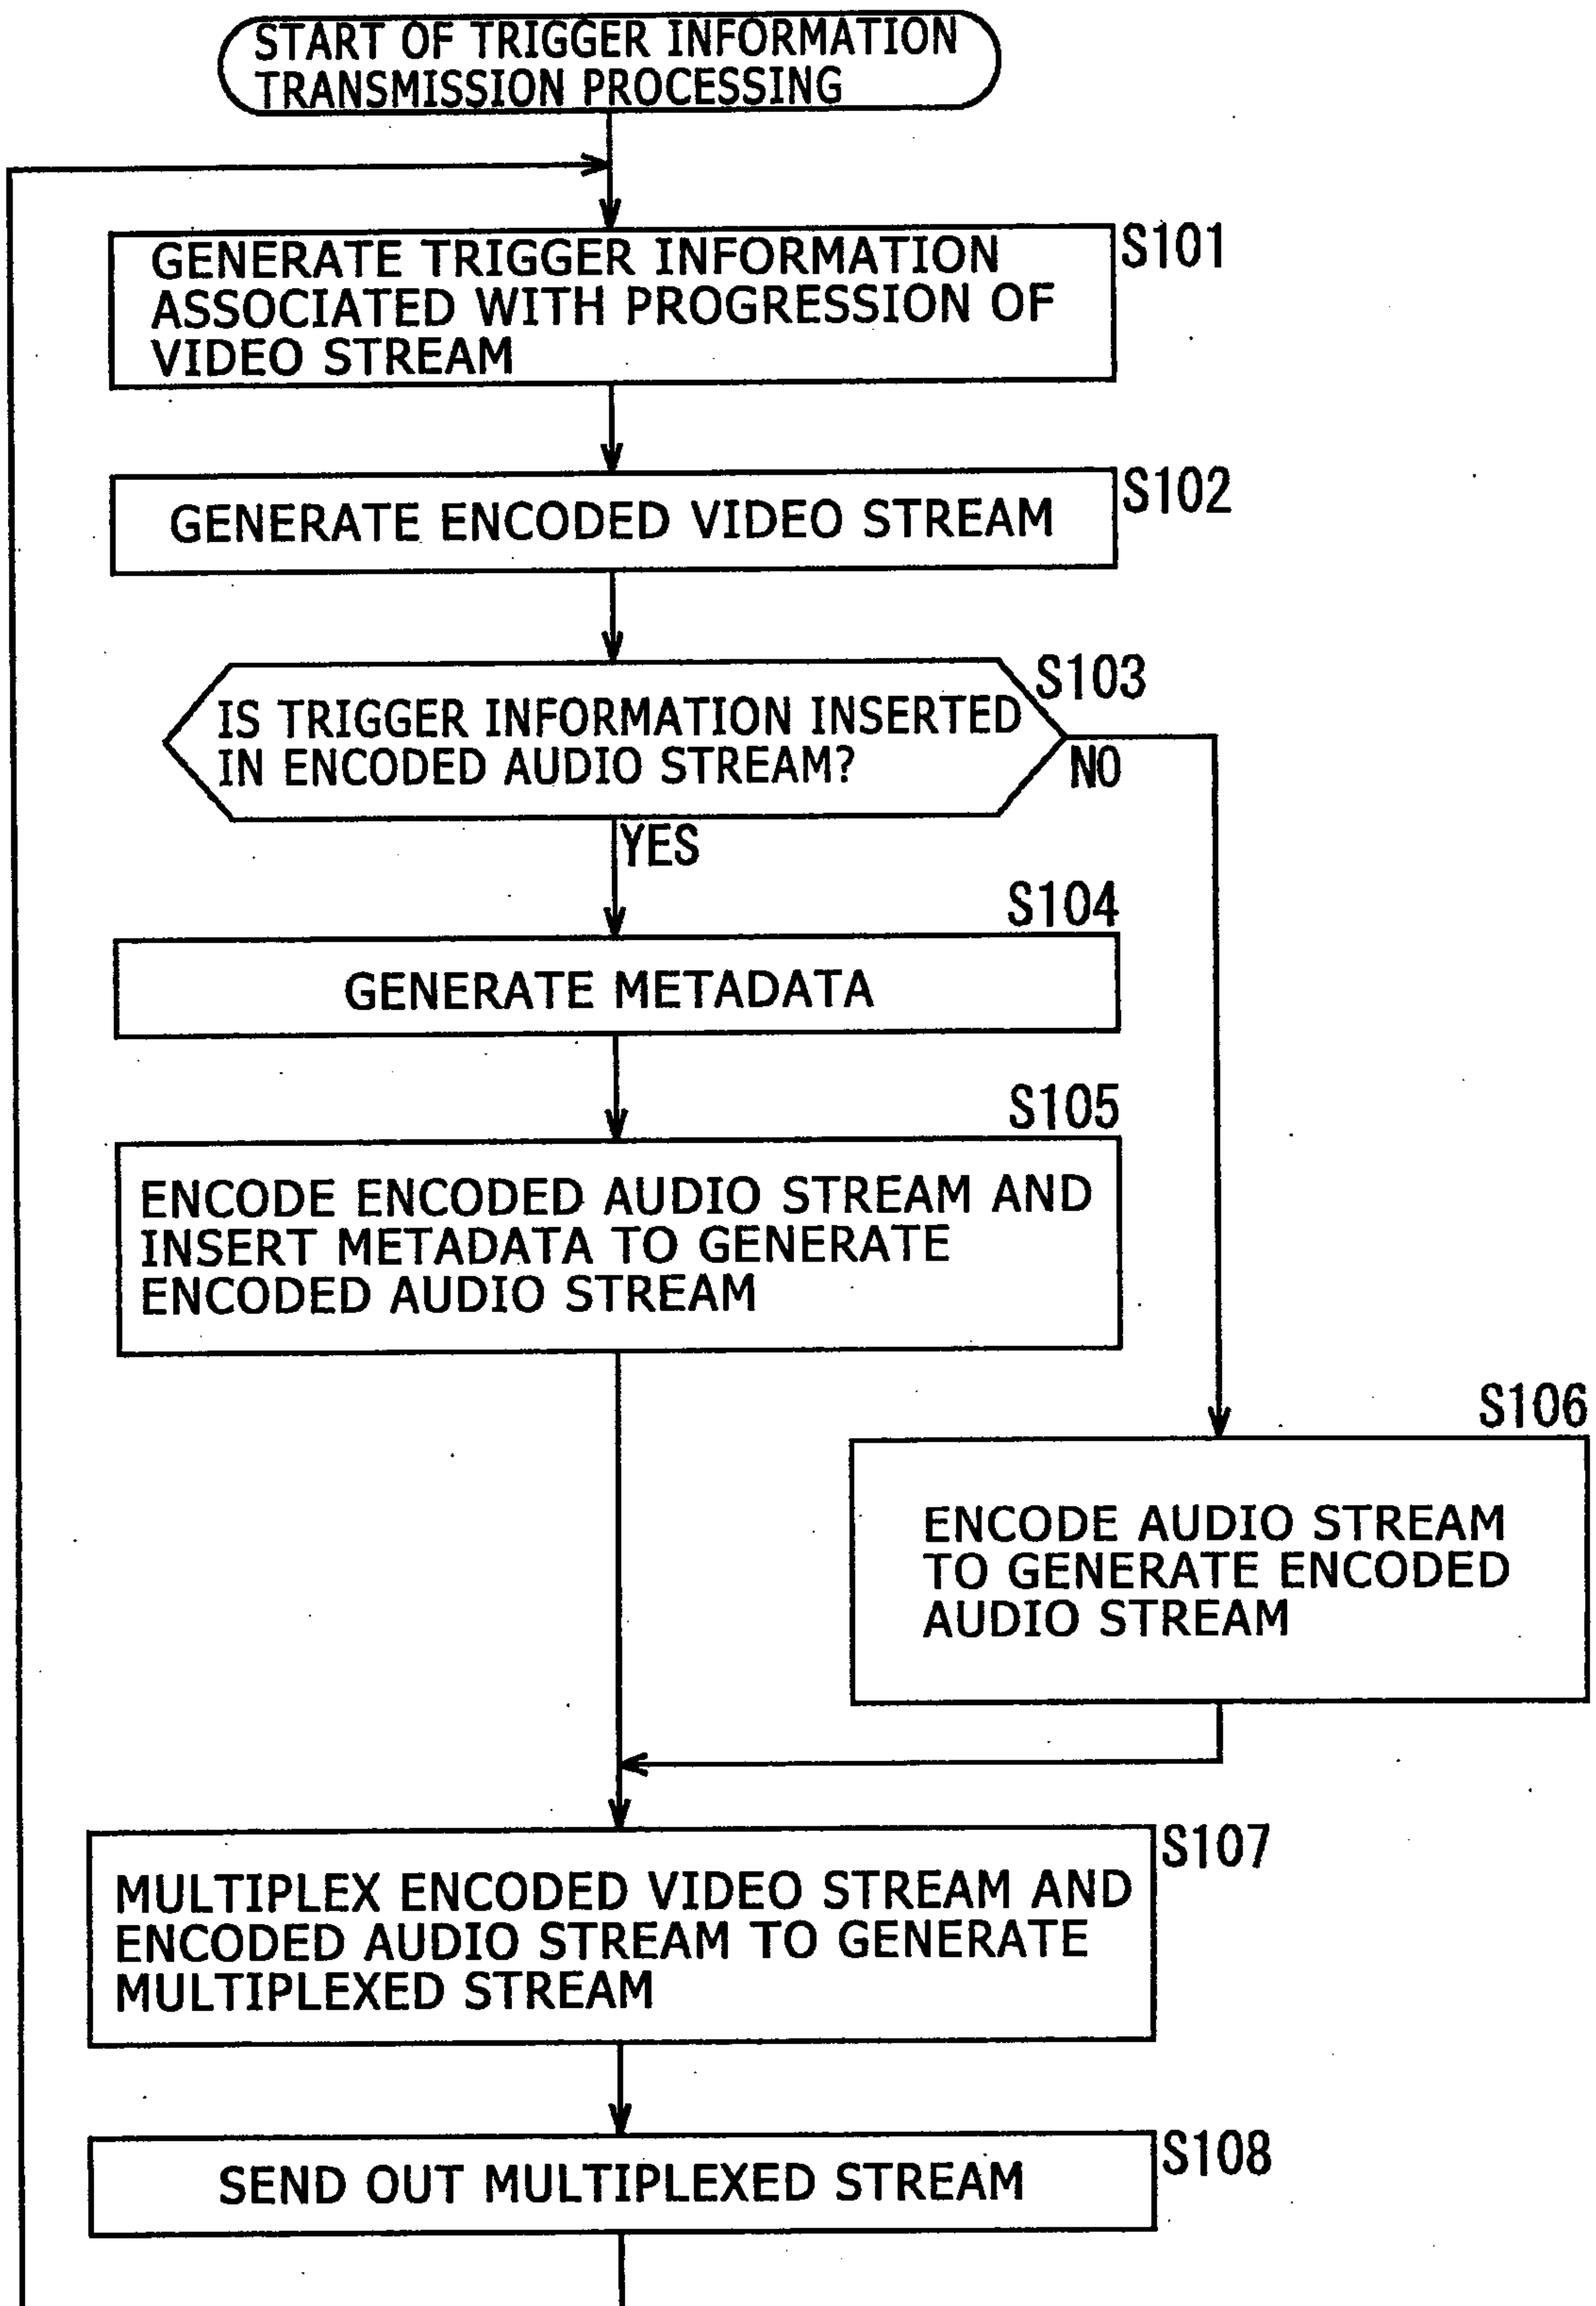 START OF TRIGGER INFORMATION
TRANSMISSION PROCESSING
S101
GENERATE TRIGGER INFORMATION
ASSOCIATED WITH PROGRESSION OF
VIDEO STREAM
S102
GENERATE ENCODED VIDEO STREAM
S103
IS TRIGGER INFORMATION INSERTED
IN ENCODED AUDIO STREAM?
NO
YES
S104
GENERATE METADATA
S105
ENCODE ENCODED AUDIO STREAM AND
INSERT METADATA TO GENERATE
ENCODED AUDIO STREAM
S106
ENCODE AUDIO STREAM
TO GENERATE ENCODED
AUDIO STREAM
S107
MULTIPLEX ENCODED VIDEO STREAM AND
ENCODED AUDIO STREAM TO GENERATE
MULTIPLEXED STREAM
S108
SEND OUT MULTIPLEXED STREAM